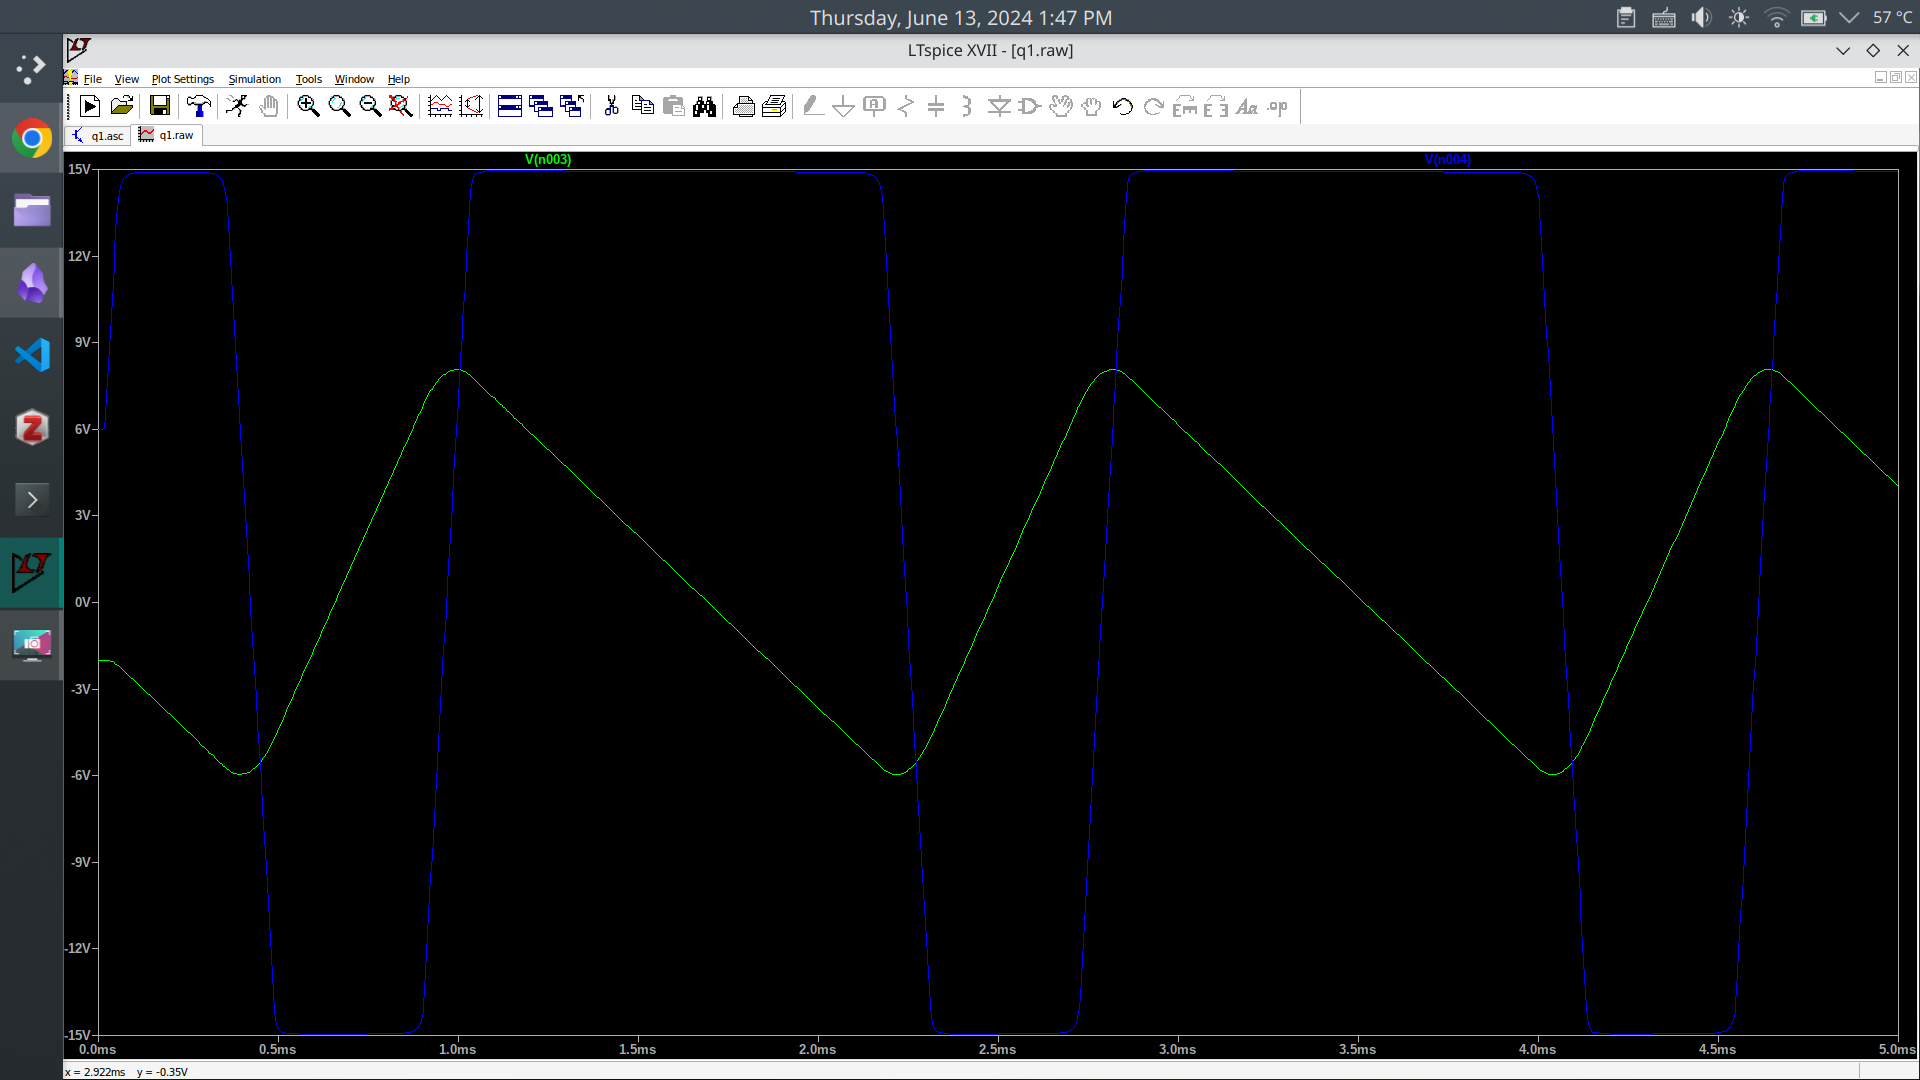 Thursday, June 13, 2024 1:47 PM
57 °C
LTspice XVII - [q1.raw]
File View Plot Settings Simulation Tools Window Help
q1.asc q1.raw
V(n003) V(n004)
15V
12V
9V
6V
3V
0V
-3V
-6V
-9V
-12V
-15V
0.0ms 0.5ms 1.0ms 1.5ms 2.0ms 2.5ms 3.0ms 3.5ms 4.0ms 4.5ms 5.0ms
x = 2.922ms y = -0.35V